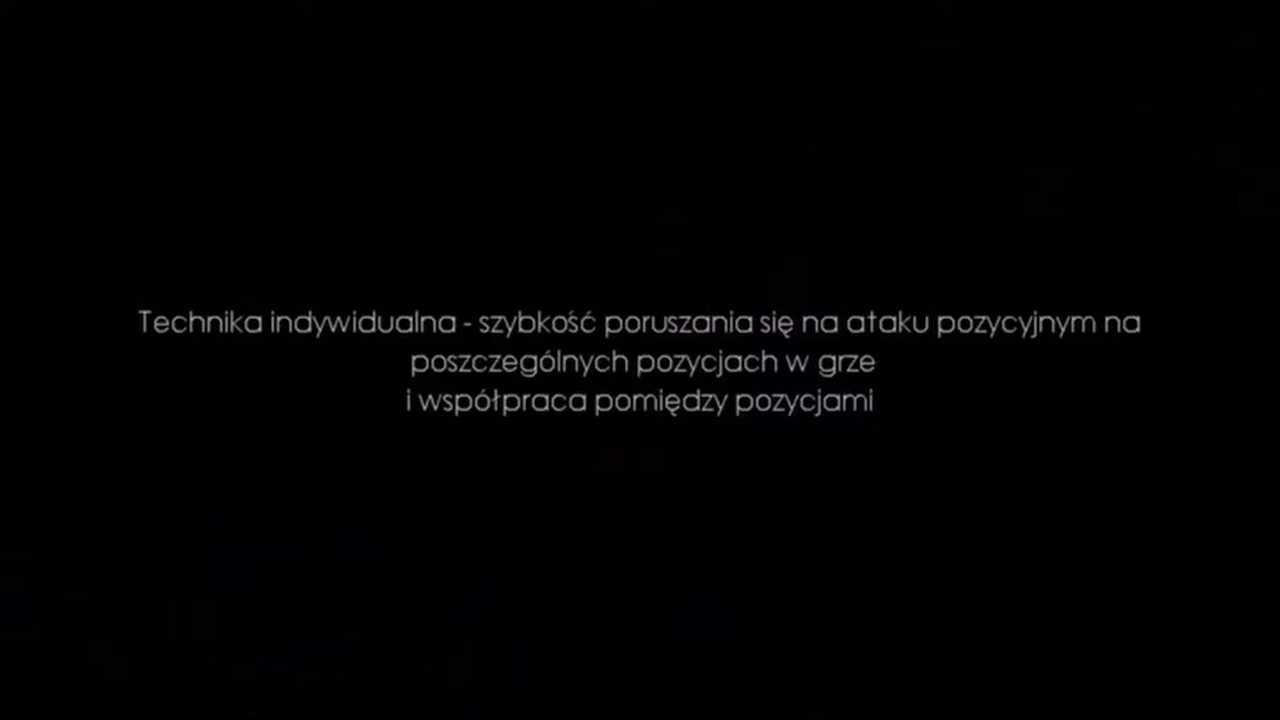 Technika indywidualna - szybkość poruszania się na ataku pozycyjnym na
poszczególnych pozycjach w grze
i współpraca pomiędzy pozycjami